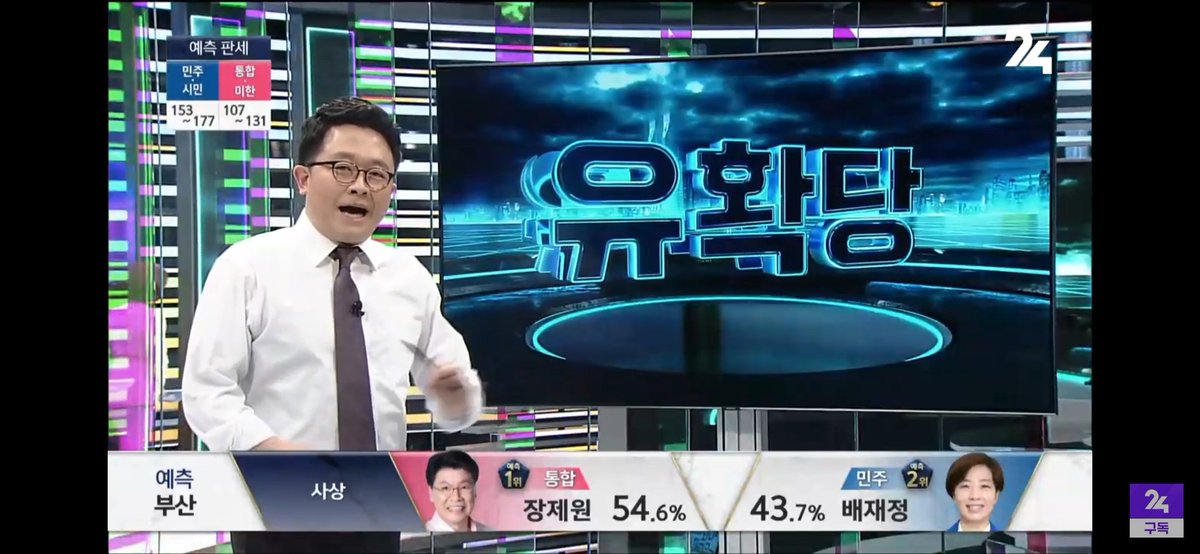 예측 판세
민주·시민
통합·미한
153~177
107~131
24
유확당
예측 부산
사상
예측 1위
통합
장제원
54.6%
43.7%
민주
배재정
예측 2위
24
구독